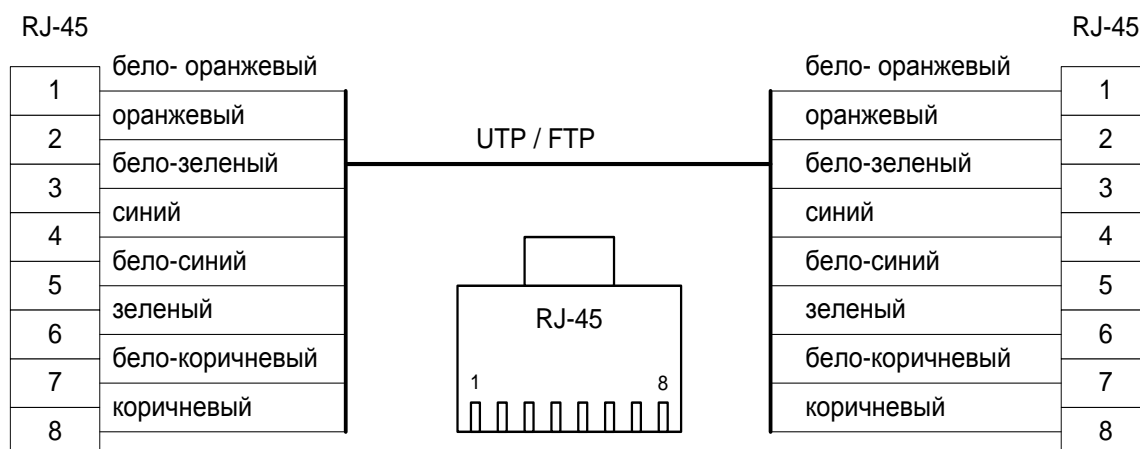 RJ-45
RJ-45
бело- оранжевый
бело- оранжевый
1
1
оранжевый
оранжевый
2
UTP / FTP
2
бело-зеленый
бело-зеленый
3
3
синий
синий
4
4
бело-синий
бело-синий
5
5
зеленый
RJ-45
зеленый
6
6
бело-коричневый
бело-коричневый
7
1
8
7
коричневый
коричневый
8
8